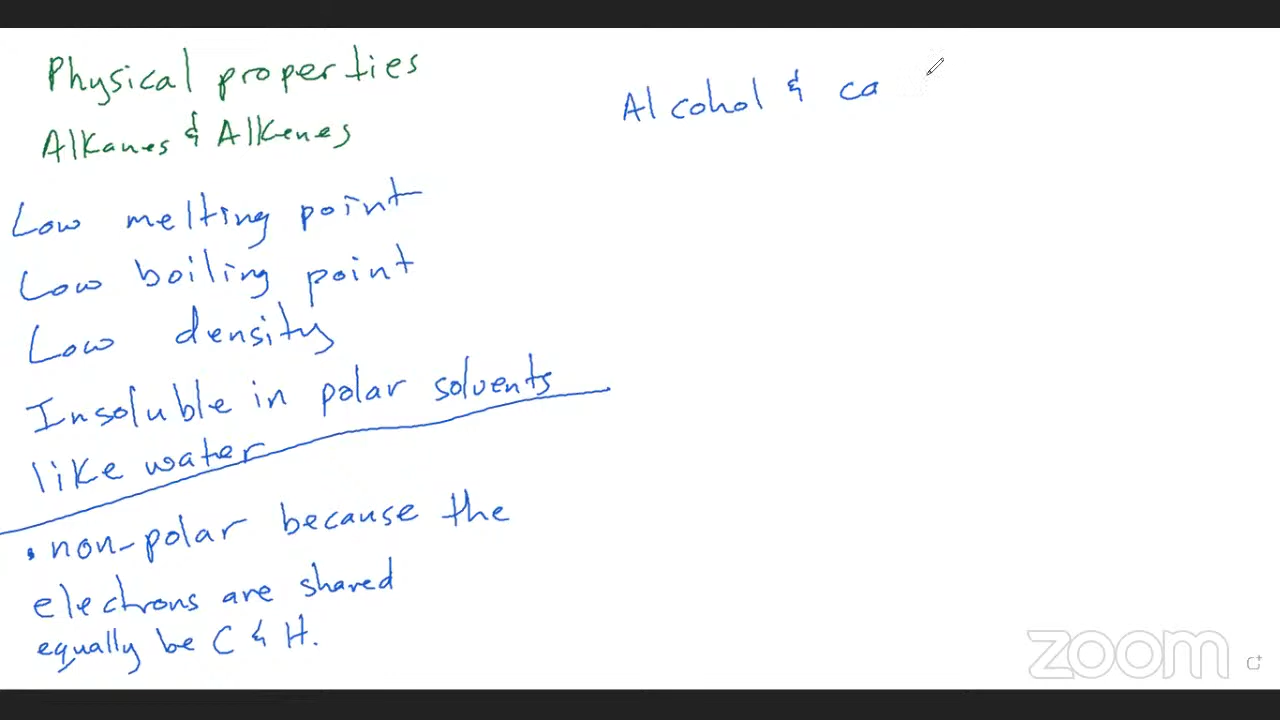 Physical properties
Alkanes & Alkenes
Low melting point
Low boiling point
Low density
Insoluble in polar solvents
like water
• non-polar because the
electrons are shared
equally be C & H.
Alcohol & ca
zoom